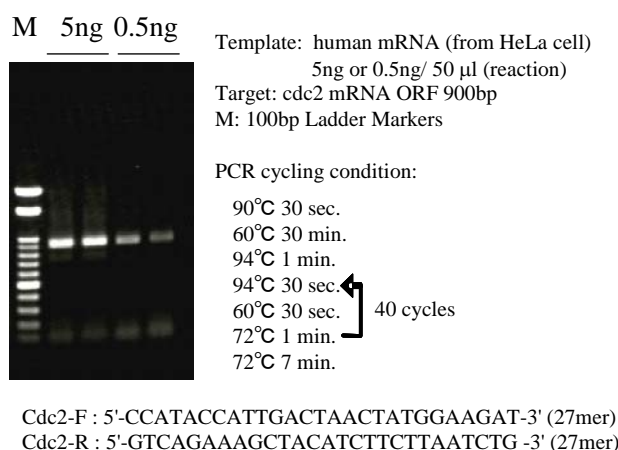 M 5ng 0.5ng
Template: human mRNA (from HeLa cell)
5ng or 0.5ng/ 50 μl (reaction)
Target: cdc2 mRNA ORF 900bp
M: 100bp Ladder Markers
PCR cycling condition:
90℃ 30 sec.
60℃ 30 min.
94℃ 1 min.
94℃ 30 sec.
60℃ 30 sec.
72℃ 1 min.
72℃ 7 min.
40 cycles
Cdc2-F : 5'-CCATACCATTGACTAACTATGGAAGAT-3' (27mer)
Cdc2-R : 5'-GTCAGAAAGCTACATCTTCTTAATCTG -3' (27mer)